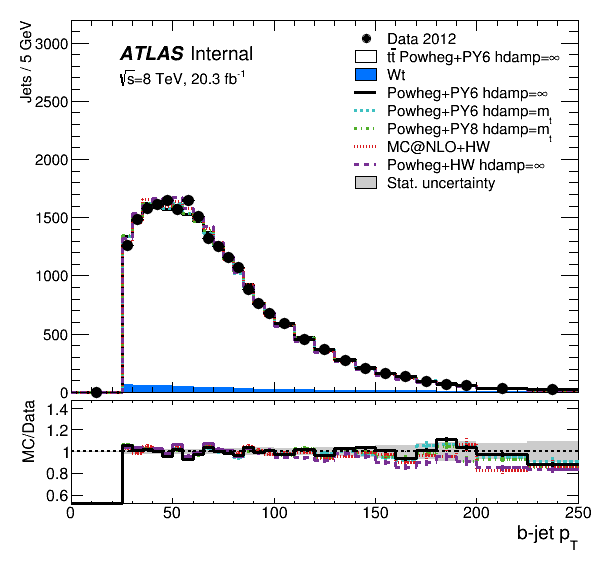 Jets / 5 GeV
3000
2500
2000
1500
1000
500
0
ATLAS Internal
√s=8 TeV, 20.3 fb⁻¹
Data 2012
tt̄ Powheg+PY6 hdamp=∞
Wt
Powheg+PY6 hdamp=∞
Powheg+PY6 hdamp=mₜ
Powheg+PY8 hdamp=mₜ
MC@NLO+HW
Powheg+HW hdamp=∞
Stat. uncertainty
MC/Data
1.4
1.2
1
0.8
0.6
0 50 100 150 200 250
b-jet p_T